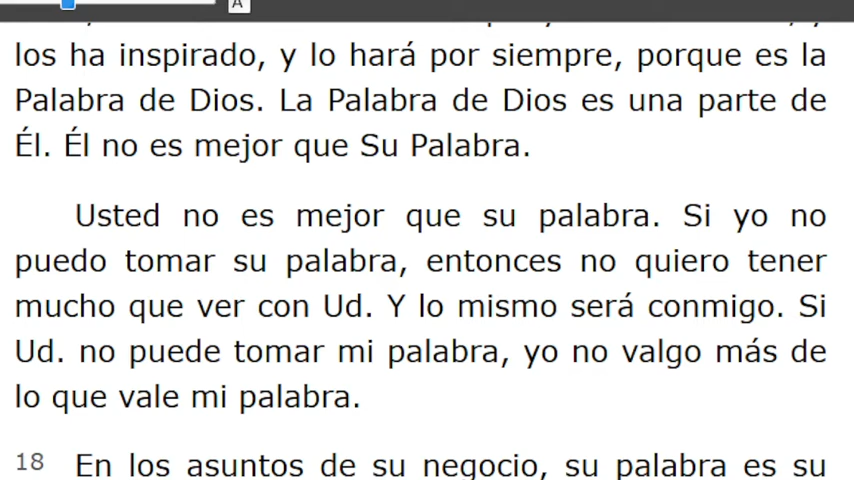 A
los ha inspirado, y lo hará por siempre, porque es la
Palabra de Dios. La Palabra de Dios es una parte de
Él. Él no es mejor que Su Palabra.
Usted no es mejor que su palabra. Si yo no
puedo tomar su palabra, entonces no quiero tener
mucho que ver con Ud. Y lo mismo será conmigo. Si
Ud. no puede tomar mi palabra, yo no valgo más de
lo que vale mi palabra.
18 En los asuntos de su negocio, su palabra es su